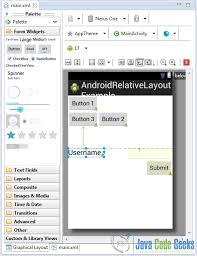 main.xml
Palette
Palette
Form Widgets
Nexus One
AppTheme
MainActivity
Spinner
AndroidRelativeLayout
Example
Button 1
Button 3
Button 2
Username:
Submit
Text Fields
Layouts
Composite
Images & Media
Time & Date
Transitions
Advanced
Other
Custom & Library Views
Graphical Layout
main.xml
Java Code Geeks